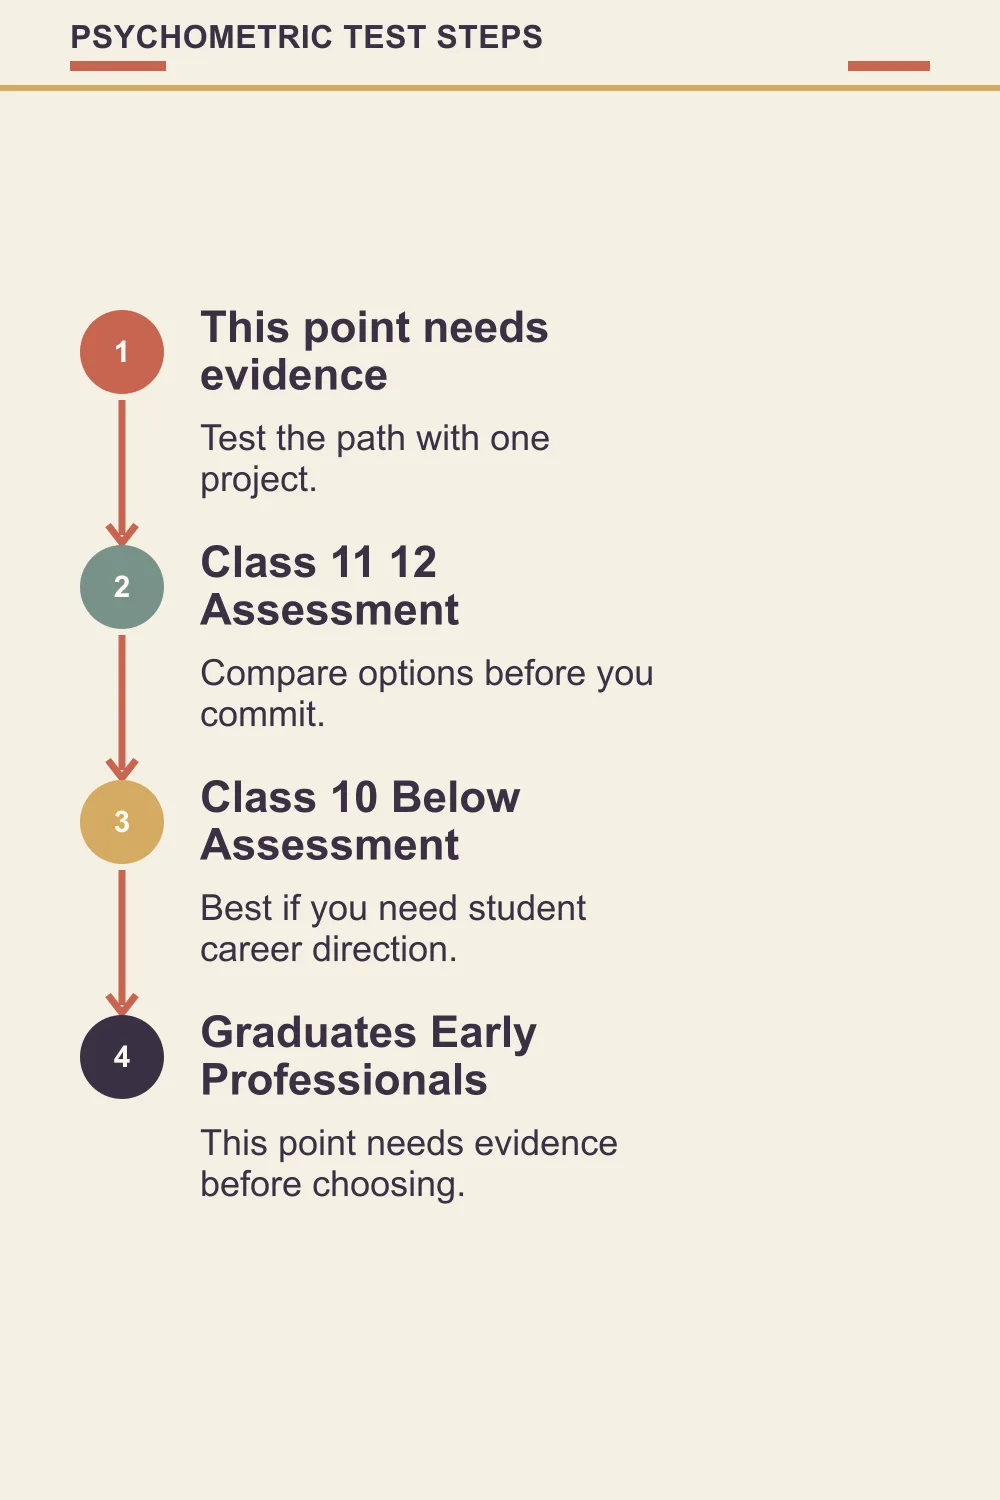 PSYCHOMETRIC TEST STEPS
1
This point needs
evidence
Test the path with one
project.
2
Class 11 12
Assessment
Compare options before you
commit.
3
Class 10 Below
Assessment
Best if you need student
career direction.
4
Graduates Early
Professionals
This point needs evidence
before choosing.